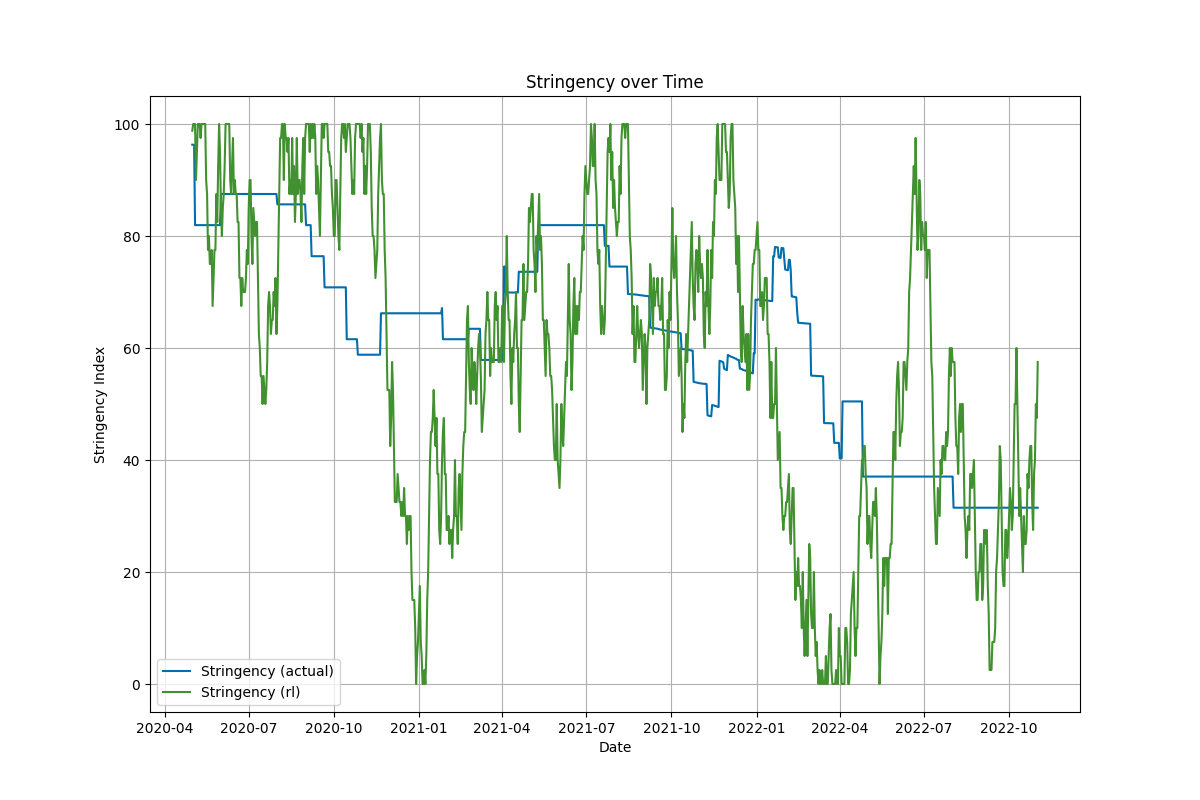 Stringency over Time
100
80
60
40
20
0
Stringency Index
Stringency (actual)
Stringency (rl)
2020-04 2020-07 2020-10 2021-01 2021-04 2021-07 2021-10 2022-01 2022-04 2022-07 2022-10
Date